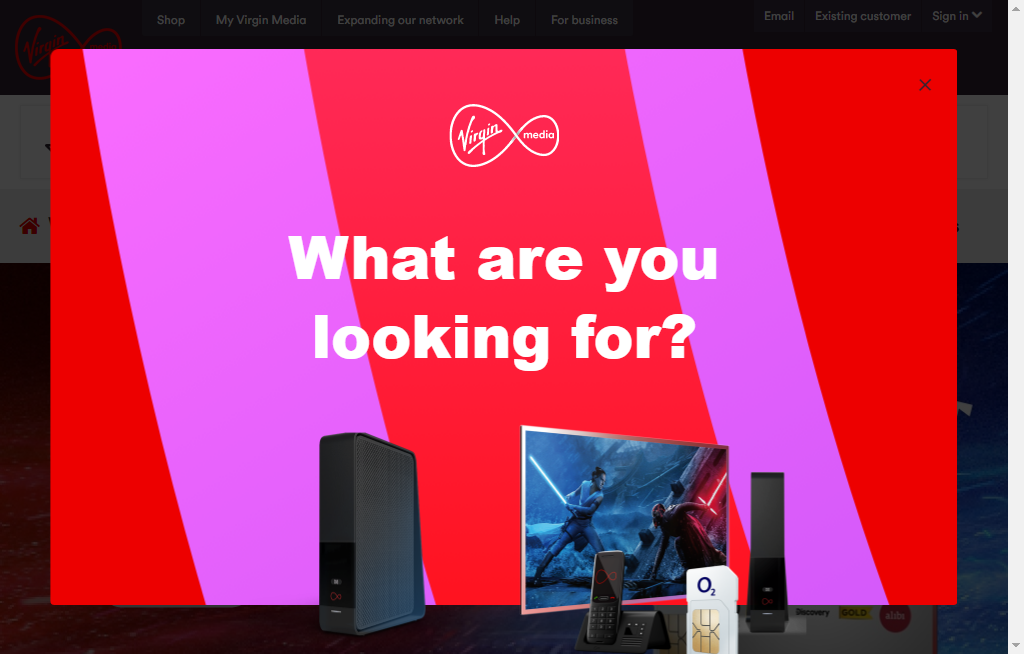 Shop
My Virgin Media
Expanding our network
Help
For business
Email
Existing customer
Sign in
Virgin media
What are you
looking for?
O2
Discovery
GOLD
alibi